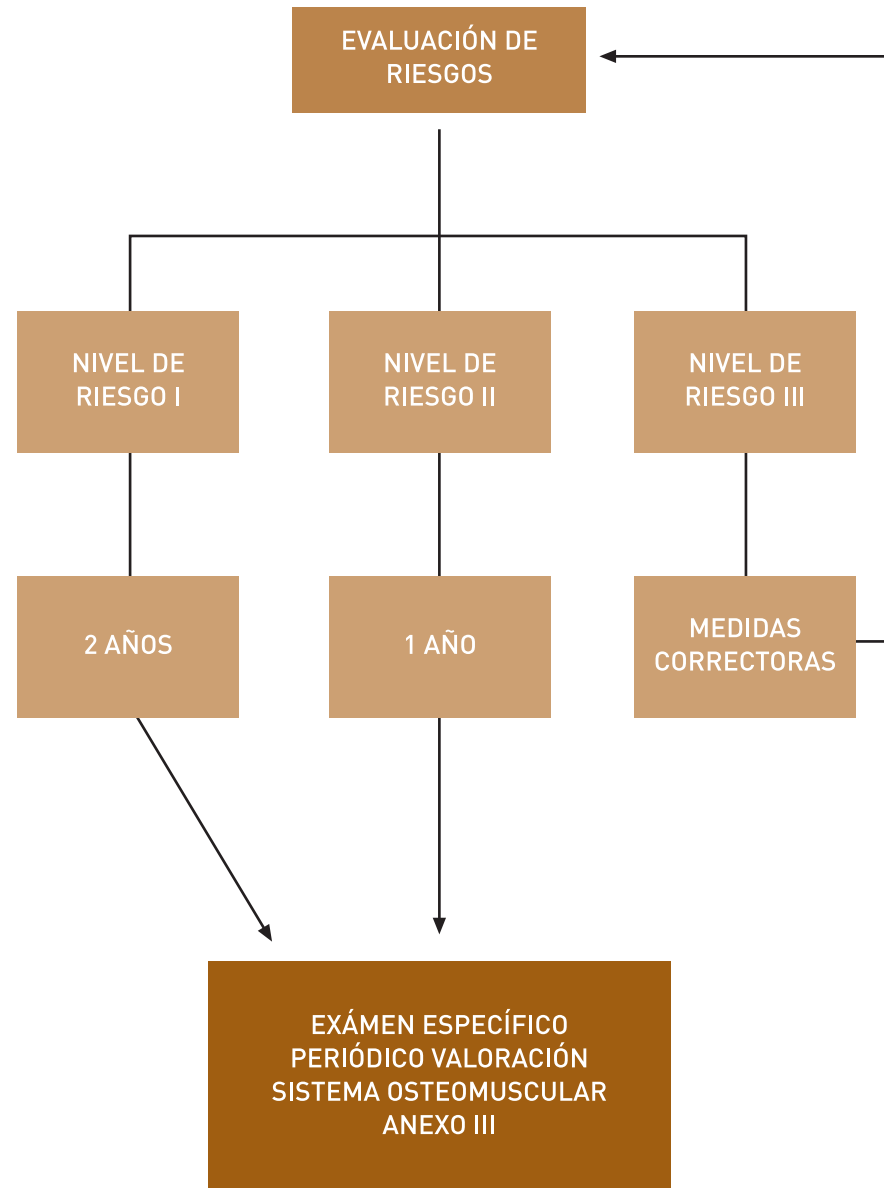 EVALUACIÓN DE
RIESGOS
NIVEL DE
RIESGO I
NIVEL DE
RIESGO II
NIVEL DE
RIESGO III
2 AÑOS
1 AÑO
MEDIDAS
CORRECTORAS
EXÁMEN ESPECÍFICO
PERIÓDICO VALORACIÓN
SISTEMA OSTEOMUSCULAR
ANEXO III